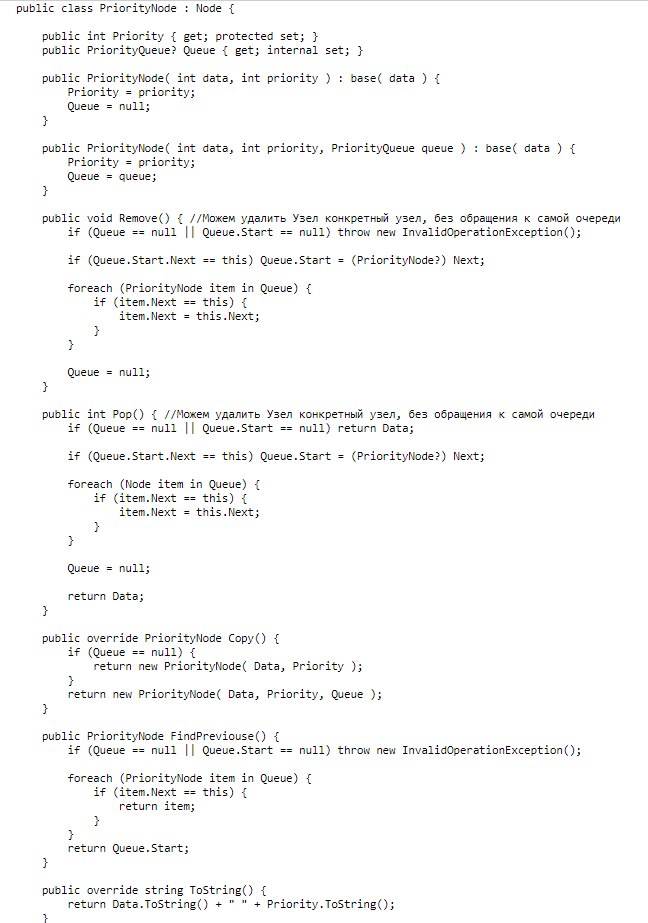 public class PriorityNode : Node {
public int Priority { get; protected set; }
public PriorityQueue? Queue { get; internal set; }
public PriorityNode( int data, int priority ) : base( data ) {
Priority = priority;
Queue = null;
}
public PriorityNode( int data, int priority, PriorityQueue queue ) : base( data ) {
Priority = priority;
Queue = queue;
}
public void Remove() { //Можем удалить Узел конкретный узел, без обращения к самой очереди
if (Queue == null || Queue.Start == null) throw new InvalidOperationException();
if (Queue.Start.Next == this) Queue.Start = (PriorityNode?) Next;
foreach (PriorityNode item in Queue) {
if (item.Next == this) {
item.Next = this.Next;
}
}
Queue = null;
}
public int Pop() { //Можем удалить Узел конкретный узел, без обращения к самой очереди
if (Queue == null || Queue.Start == null) return Data;
if (Queue.Start.Next == this) Queue.Start = (PriorityNode?) Next;
foreach (Node item in Queue) {
if (item.Next == this) {
item.Next = this.Next;
}
}
Queue = null;
return Data;
}
public override PriorityNode Copy() {
if (Queue == null) {
return new PriorityNode( Data, Priority );
}
return new PriorityNode( Data, Priority, Queue );
}
public PriorityNode FindPreviouse() {
if (Queue == null || Queue.Start == null) throw new InvalidOperationException();
foreach (PriorityNode item in Queue) {
if (item.Next == this) {
return item;
}
}
return Queue.Start;
}
public override string ToString() {
return Data.ToString() + " " + Priority.ToString();
}